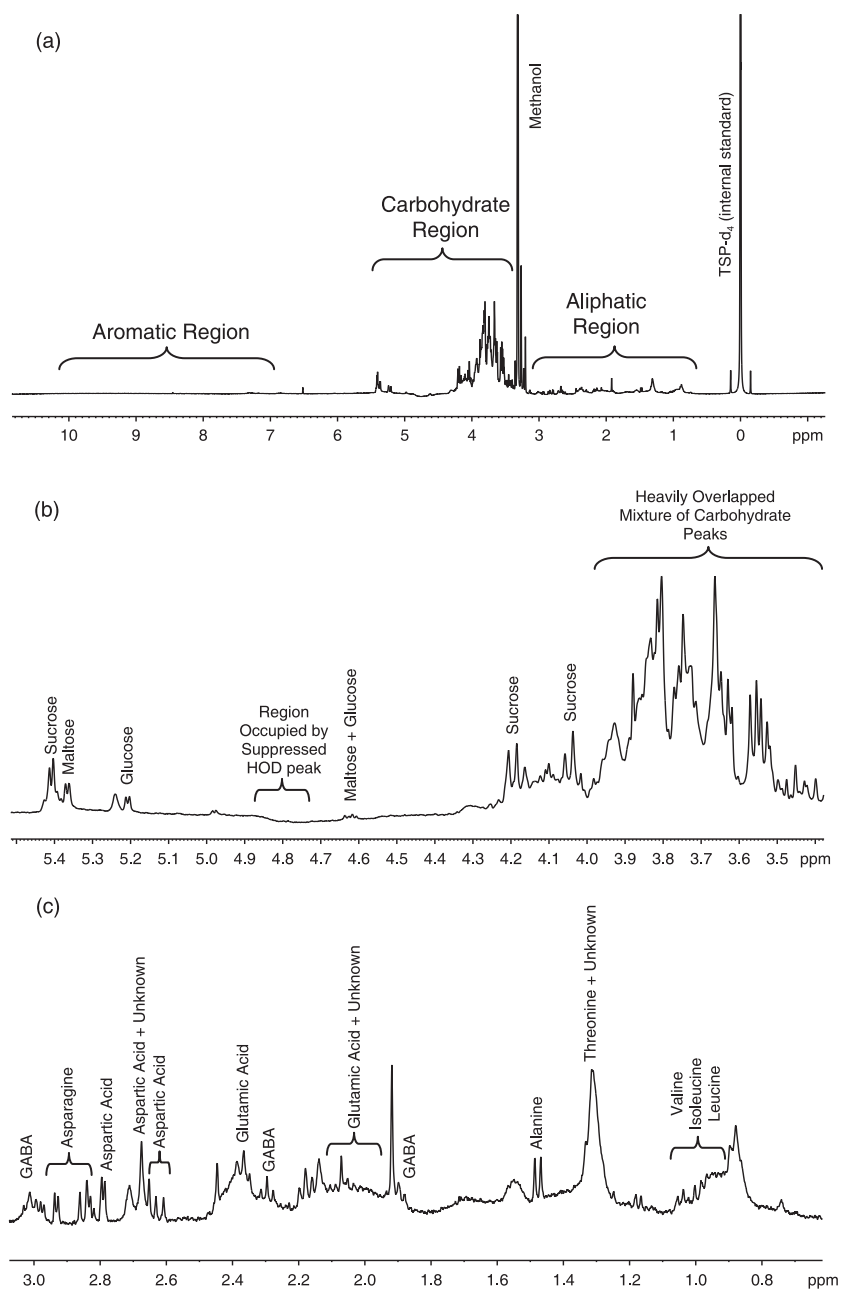 (a)
Methanol
TSP-d₄ (internal standard)
Carbohydrate
Region
Aromatic Region
Aliphatic
Region
10 9 8 7 6 5 4 3 2 1 0 ppm
(b)
Heavily Overlapped
Mixture of Carbohydrate
Peaks
Sucrose
Maltose
Glucose
Region
Occupied by
Suppressed
HOD peak
Maltose + Glucose
Sucrose
Sucrose
5.4 5.3 5.2 5.1 5.0 4.9 4.8 4.7 4.6 4.5 4.4 4.3 4.2 4.1 4.0 3.9 3.8 3.7 3.6 3.5 ppm
(c)
GABA
Asparagine
Aspartic Acid
Aspartic Acid + Unknown
Aspartic Acid
Glutamic Acid
GABA
Glutamic Acid + Unknown
GABA
Alanine
Threonine + Unknown
Valine
Isoleucine
Leucine
3.0 2.8 2.6 2.4 2.2 2.0 1.8 1.6 1.4 1.2 1.0 0.8 ppm